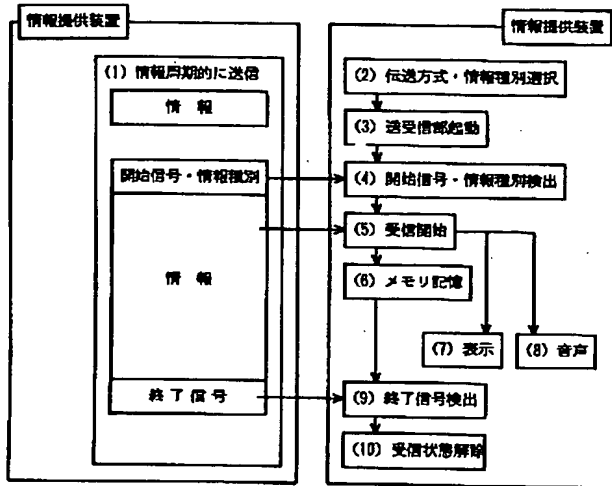 情報提供装置
(1) 情報周期的に送信
情 報
開始信号・情報種別
情 報
終 了 信 号
情報提供装置
(2) 伝送方式・情報種別選択
(3) 送受信部起動
(4) 開始信号・情報種別検出
(5) 受信開始
(6) メモリ記憶
(7) 表示
(8) 音声
(9) 終了信号検出
(10) 受信状態解除